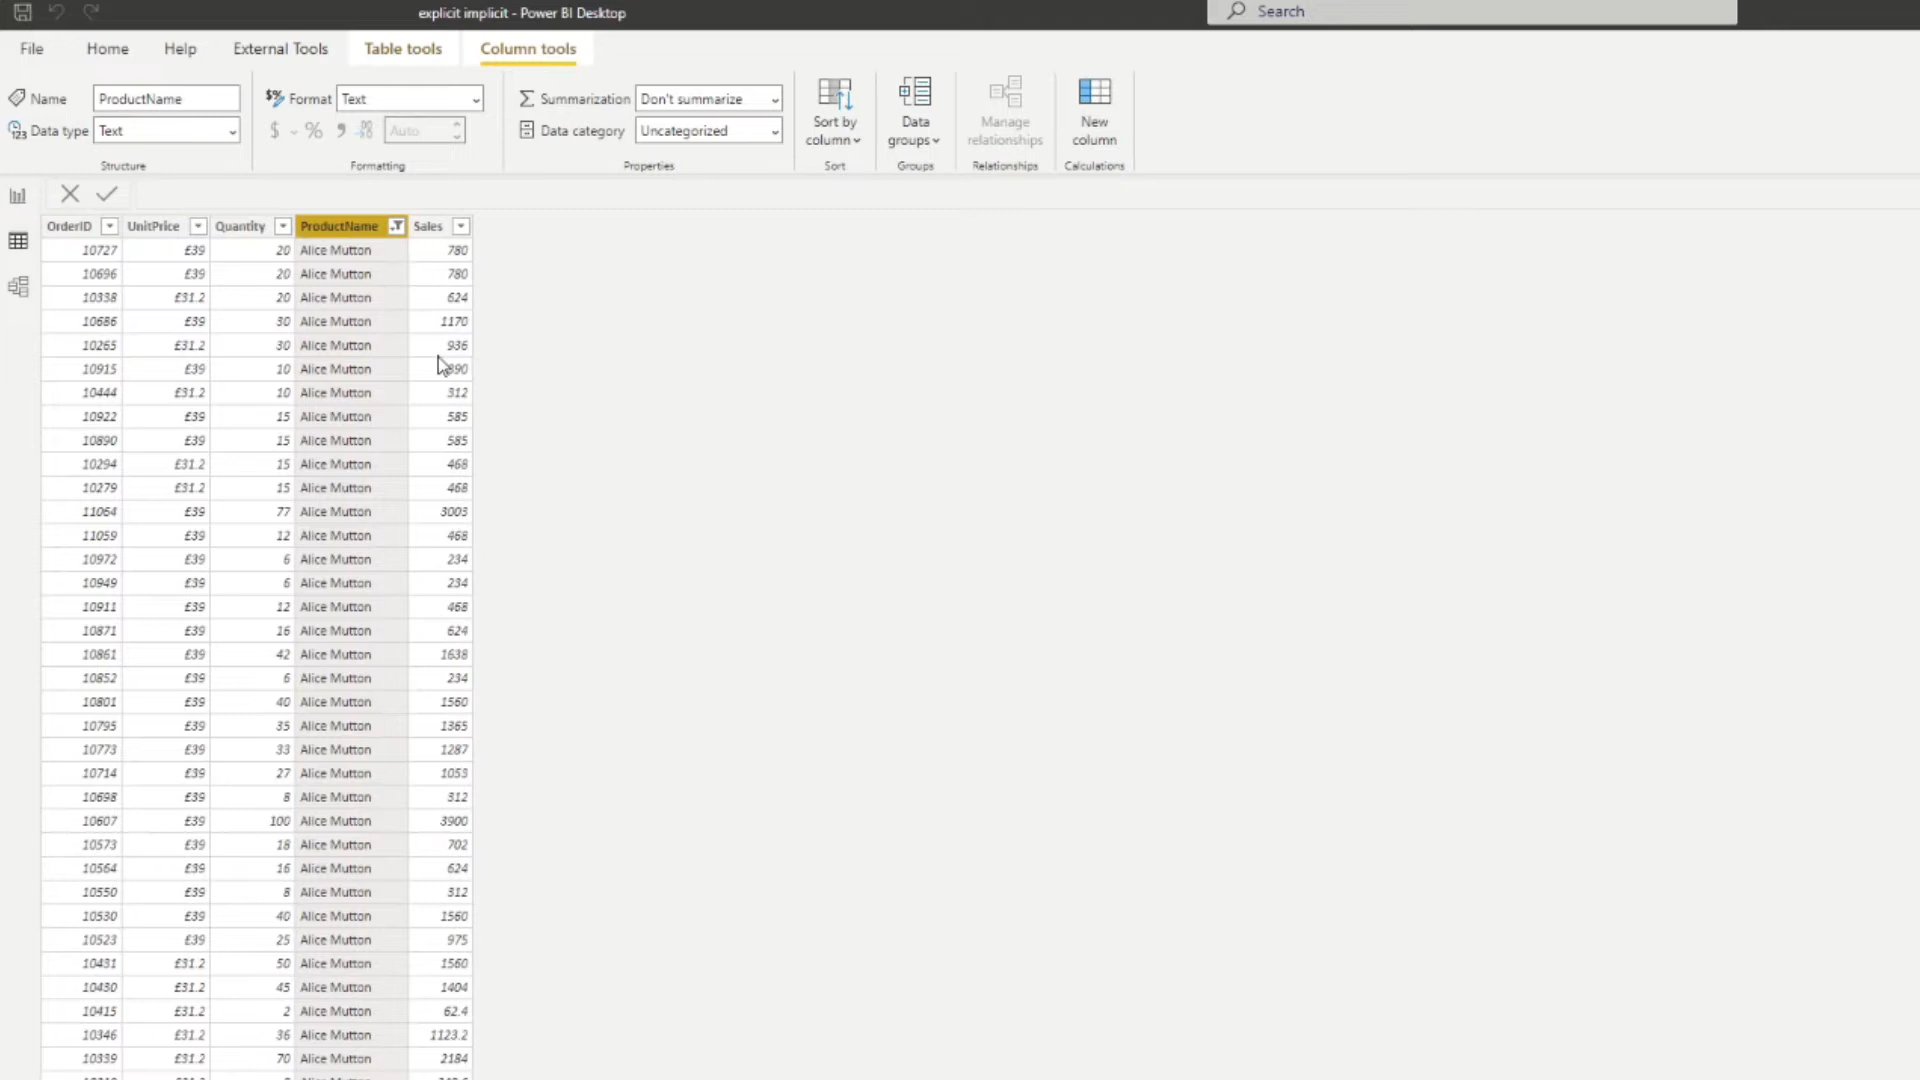 explicit implicit - Power BI Desktop
Search
File Home Help External Tools Table tools Column tools
Name ProductName $% Format Text Summarization Don't summarize
Data type Text $ % Auto Data category Uncategorized
Sort by column Data groups Manage relationships New column
Structure Formatting Properties Sort Groups Relationships Calculations
OrderID UnitPrice Quantity ProductName Sales
10727 £39 20 Alice Mutton 780
10696 £39 20 Alice Mutton 780
10338 £31.2 20 Alice Mutton 624
10686 £39 30 Alice Mutton 1170
10265 £31.2 30 Alice Mutton 936
10915 £39 10 Alice Mutton 390
10444 £31.2 10 Alice Mutton 312
10922 £39 15 Alice Mutton 585
10890 £39 15 Alice Mutton 585
10294 £31.2 15 Alice Mutton 468
10279 £31.2 15 Alice Mutton 468
11064 £39 77 Alice Mutton 3003
11059 £39 12 Alice Mutton 468
10972 £39 6 Alice Mutton 234
10949 £39 6 Alice Mutton 234
10911 £39 12 Alice Mutton 468
10871 £39 16 Alice Mutton 624
10861 £39 42 Alice Mutton 1638
10852 £39 6 Alice Mutton 234
10801 £39 40 Alice Mutton 1560
10795 £39 35 Alice Mutton 1365
10773 £39 33 Alice Mutton 1287
10714 £39 27 Alice Mutton 1053
10698 £39 8 Alice Mutton 312
10607 £39 100 Alice Mutton 3900
10573 £39 18 Alice Mutton 702
10564 £39 16 Alice Mutton 624
10550 £39 8 Alice Mutton 312
10530 £39 40 Alice Mutton 1560
10523 £39 25 Alice Mutton 975
10431 £31.2 50 Alice Mutton 1560
10430 £31.2 45 Alice Mutton 1404
10415 £31.2 2 Alice Mutton 62.4
10346 £31.2 36 Alice Mutton 1123.2
10339 £31.2 70 Alice Mutton 2184